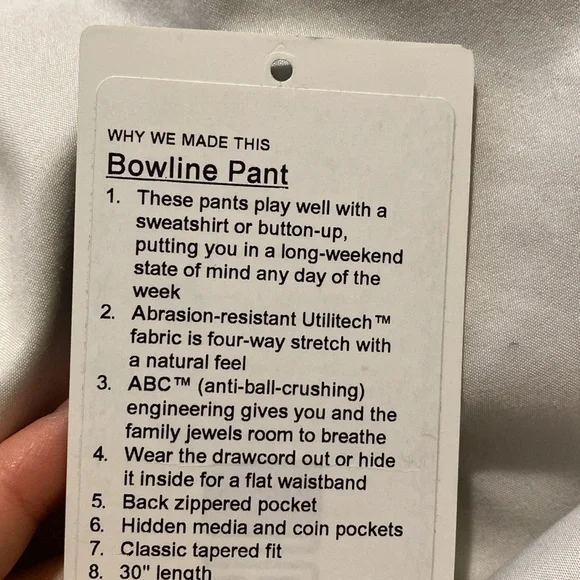 WHY WE MADE THIS
Bowline Pant
1. These pants play well with a
sweatshirt or button-up,
putting you in a long-weekend
state of mind any day of the
week
2. Abrasion-resistant Utilitech™
fabric is four-way stretch with
a natural feel
3. ABC™ (anti-ball-crushing)
engineering gives you and the
family jewels room to breathe
4. Wear the drawcord out or hide
it inside for a flat waistband
5. Back zippered pocket
6. Hidden media and coin pockets
7. Classic tapered fit
8. 30" length